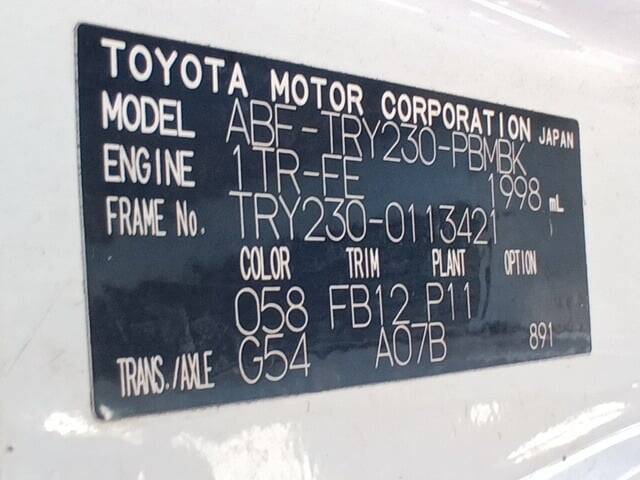 TOYOTA MOTOR CORPORATION JAPAN
MODEL ABF-TRY230-PBMBK
ENGINE 1TR-FE 1998 mL
FRAME No. TRY230-0113421
COLOR TRIM PLANT OPTION
058 FB12 P11
TRANS./AXLE G54 A07B 891